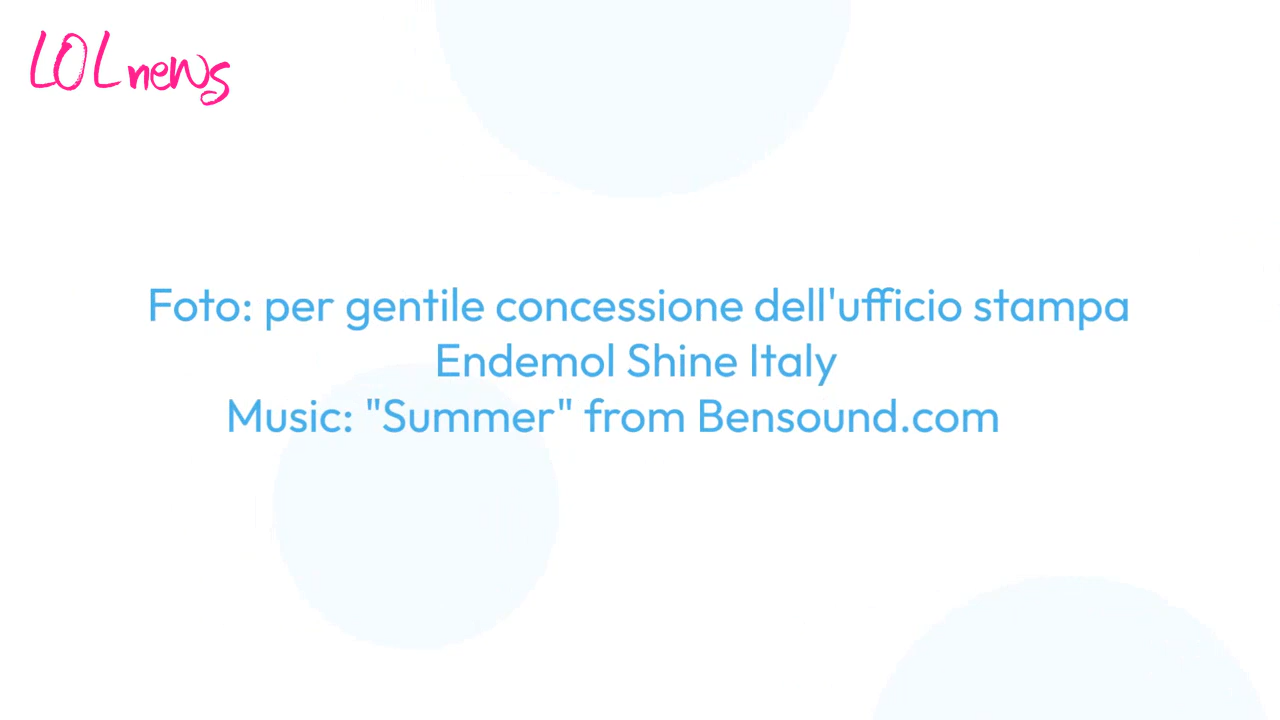 LOL news
Foto: per gentile concessione dell'ufficio stampa
Endemol Shine Italy
Music: "Summer" from Bensound.com